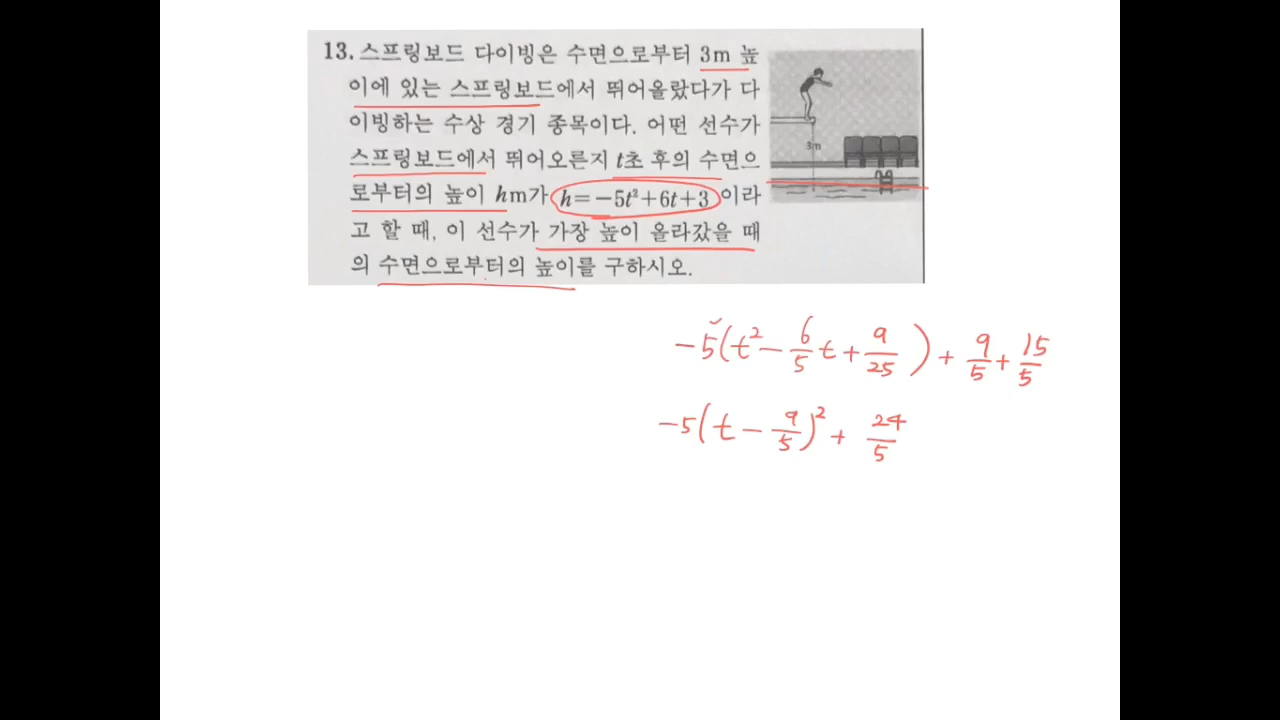 13. 스프링보드 다이빙은 수면으로부터 3m 높
이에 있는 스프링보드에서 뛰어올랐다가 다
이빙하는 수상 경기 종목이다. 어떤 선수가
스프링보드에서 뛰어오른지 t초 후의 수면으
로부터의 높이 hm가 h=-5t²+6t+3 이라
고 할 때, 이 선수가 가장 높이 올라갔을 때
의 수면으로부터의 높이를 구하시오.
3m
-5(t² - 6/5 t + 9/25) + 9/5 + 15/5
-5(t - 9/5)² + 24/5